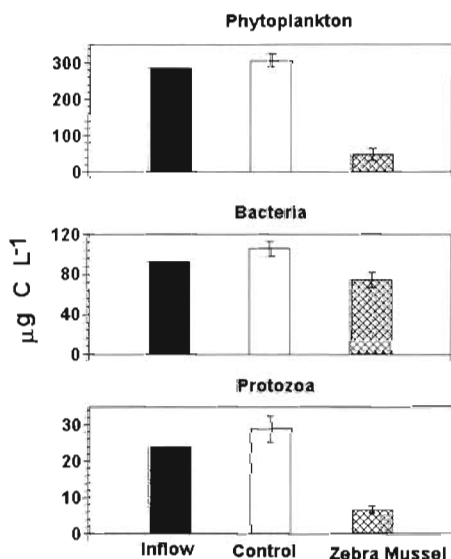 Phytoplankton
300
200
100
0
Bacteria
120
80
40
0
µg C L-1
Protozoa
30
20
10
0
Inflow Control Zebra Mussel